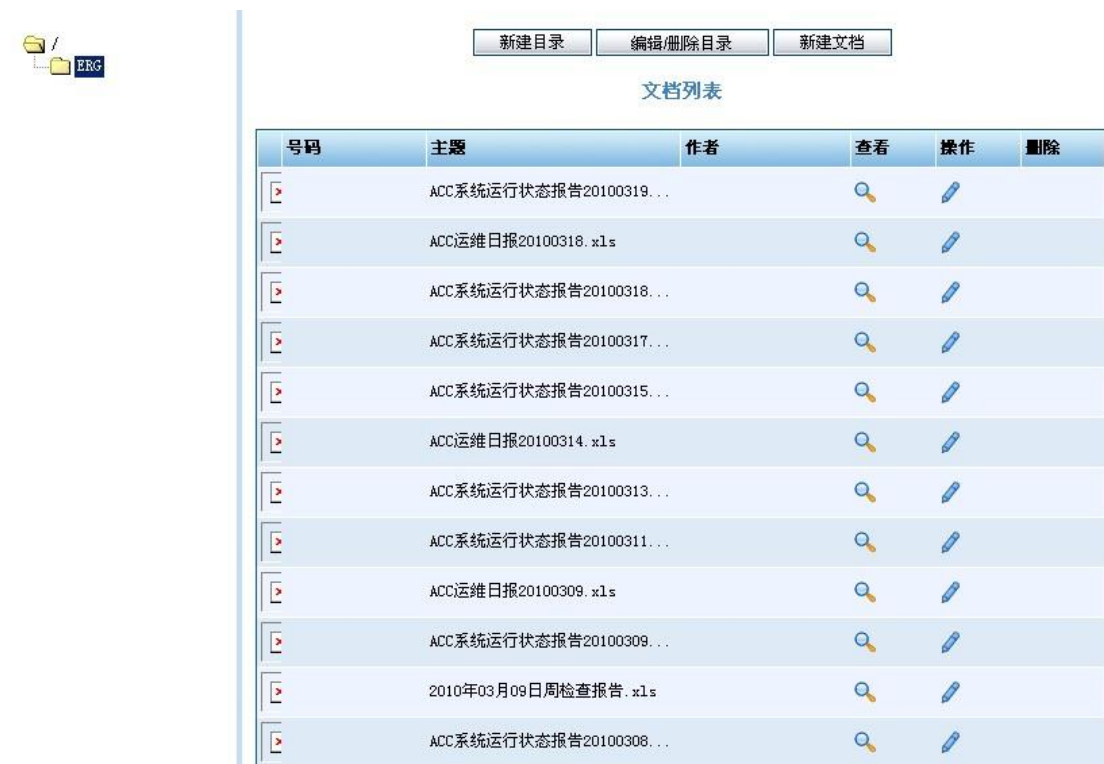 /
ERG
新建目录 编辑/删除目录 新建文档
文档列表
号码 主题 作者 查看 操作 删除
ACC系统运行状态报告20100319...
ACC运维日报20100318.xls
ACC系统运行状态报告20100318...
ACC系统运行状态报告20100317...
ACC系统运行状态报告20100315...
ACC运维日报20100314.xls
ACC系统运行状态报告20100313...
ACC系统运行状态报告20100311...
ACC运维日报20100309.xls
ACC系统运行状态报告20100309...
2010年03月09日周检查报告.xls
ACC系统运行状态报告20100308...